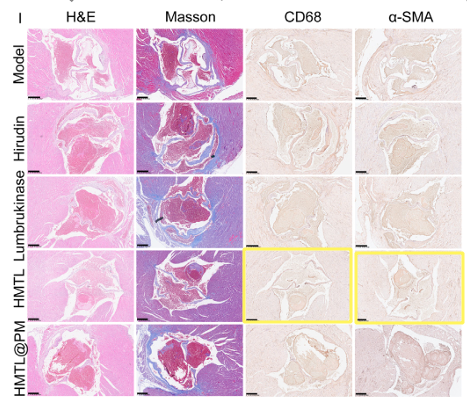 I
H&E Masson CD68 α-SMA
Model
Hirudin
Lumbrukinase
HMTL
HMTL@PM